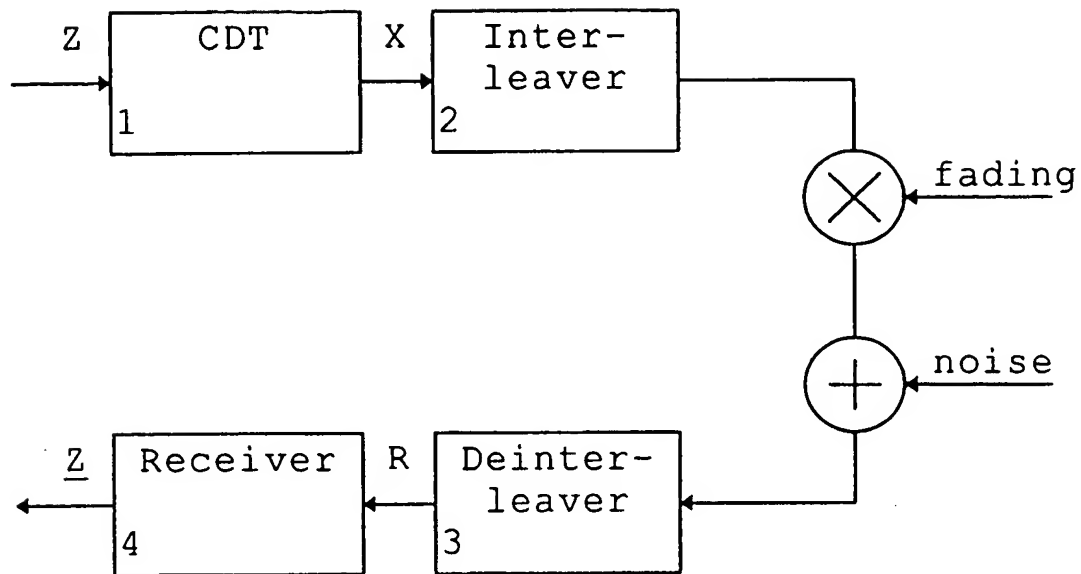 Z
CDT
1
X
Inter-
leaver
2
fading
noise
Z
Receiver
4
R
Deinter-
leaver
3